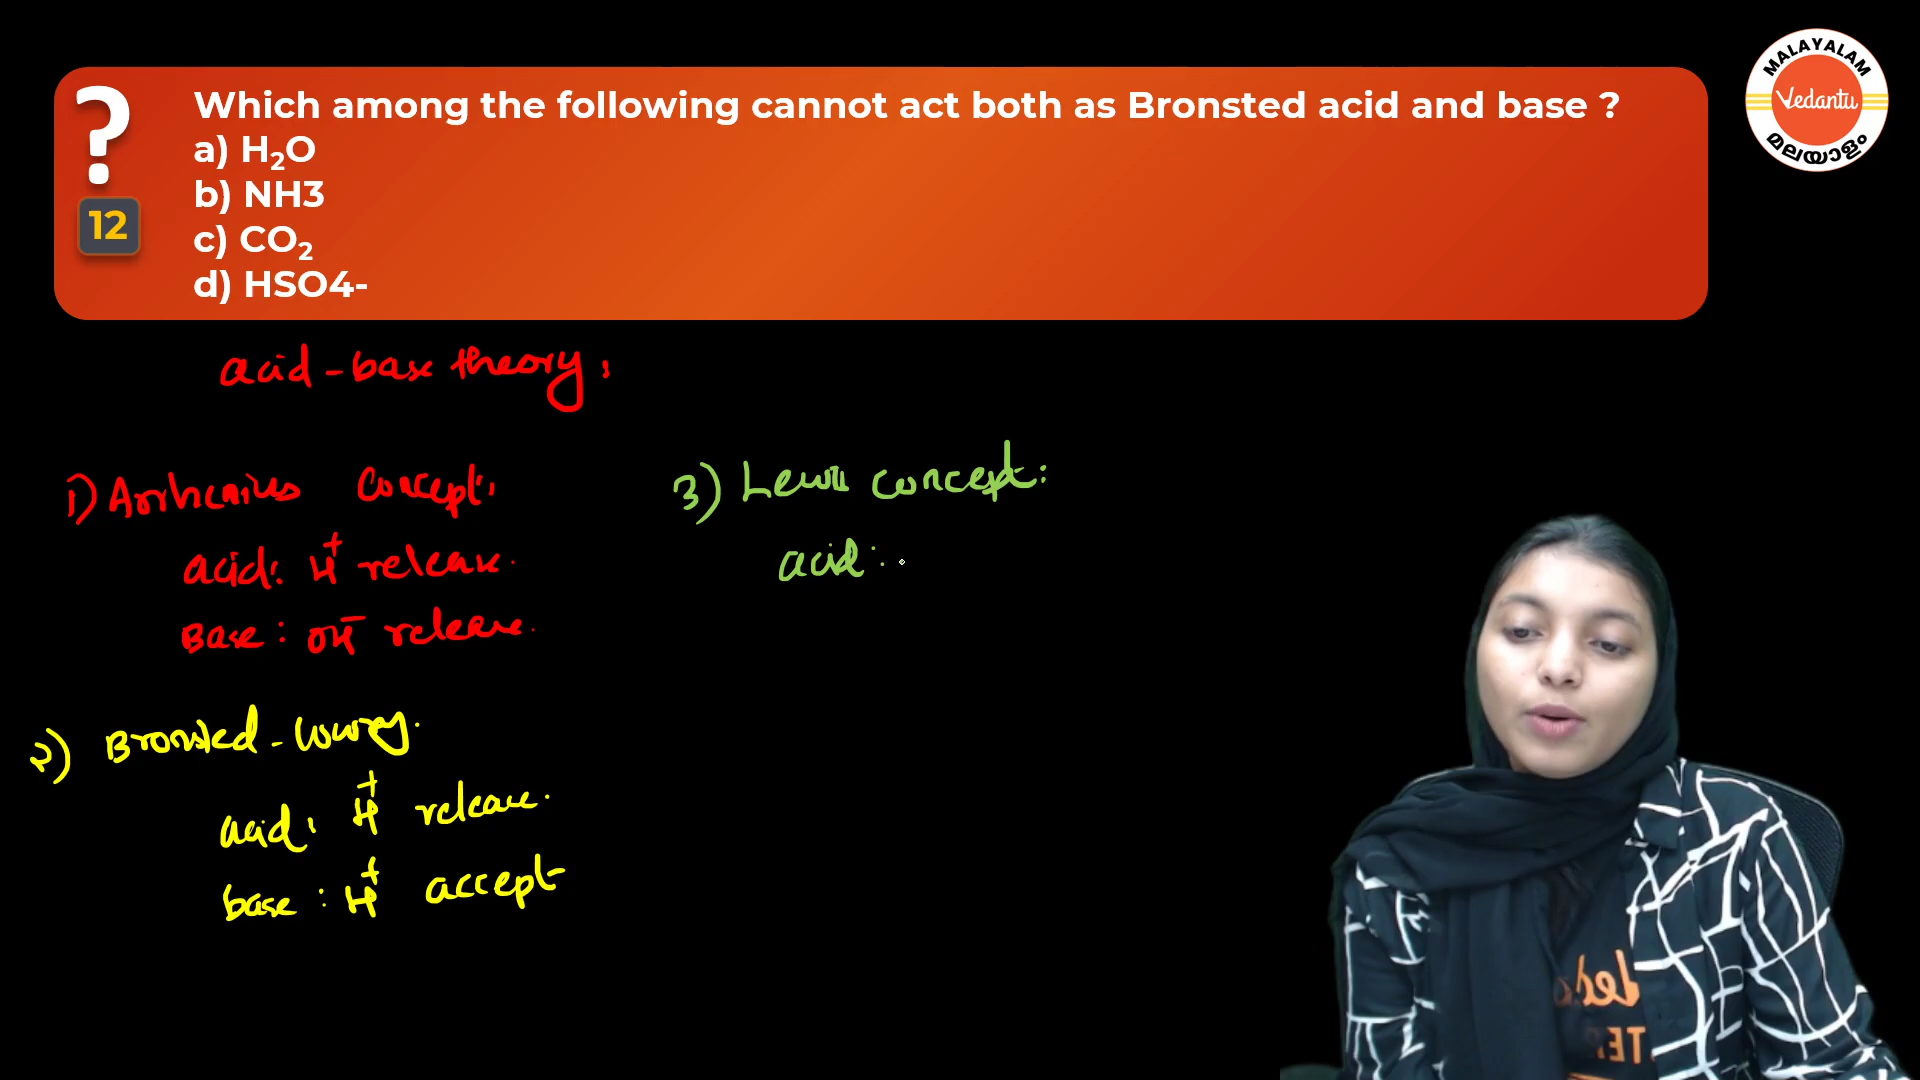 Which among the following cannot act both as Bronsted acid and base ?
a) H₂O
b) NH3
c) CO₂
d) HSO4-
?
12
MALAYALAM
Vedantu
മലയാളം
acid-base theory:
1) Arrhenius concept:
acid: H⁺ release.
Base: OH⁻ release.
2) Bronsted-Lowry.
acid: H⁺ release.
base: H⁺ accept
3) Lewis concept:
acid: